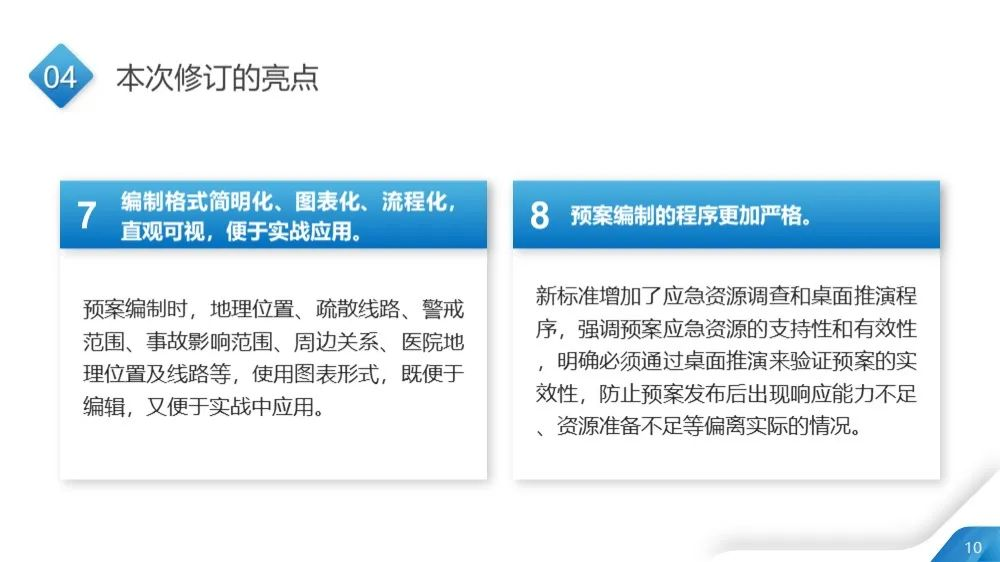 04
本次修订的亮点
7
编制格式简明化、图表化、流程化，
直观可视，便于实战应用。
预案编制时，地理位置、疏散线路、警戒
范围、事故影响范围、周边关系、医院地
理位置及线路等，使用图表形式，既便于
编辑，又便于实战中应用。
8
预案编制的程序更加严格。
新标准增加了应急资源调查和桌面推演程
序，强调预案应急资源的支持性和有效性
，明确必须通过桌面推演来验证预案的实
效性，防止预案发布后出现响应能力不足
、资源准备不足等偏离实际的情况。
10